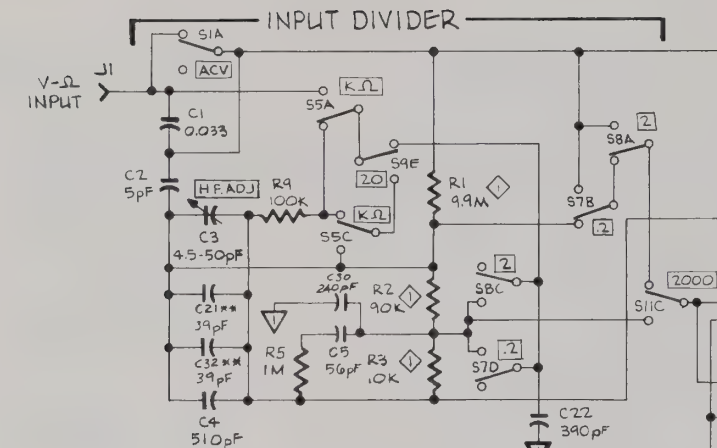 INPUT DIVIDER
S1A
ACV
J1
V-Ω
INPUT
C1
0.033
KΩ
S5A
S9E
2
S8A
C2
5pF
H.F. ADJ
R9
100K
20
KΩ
S5C
R1
9.9M
S7B
.2
C3
4.5-50pF
C30
240pF
R2
90K
2
S8C
2000
S11C
C21**
39pF
1
C32**
39pF
R5
1M
C5
56pF
R3
10K
.2
S7D
C4
510pF
C22
390pF